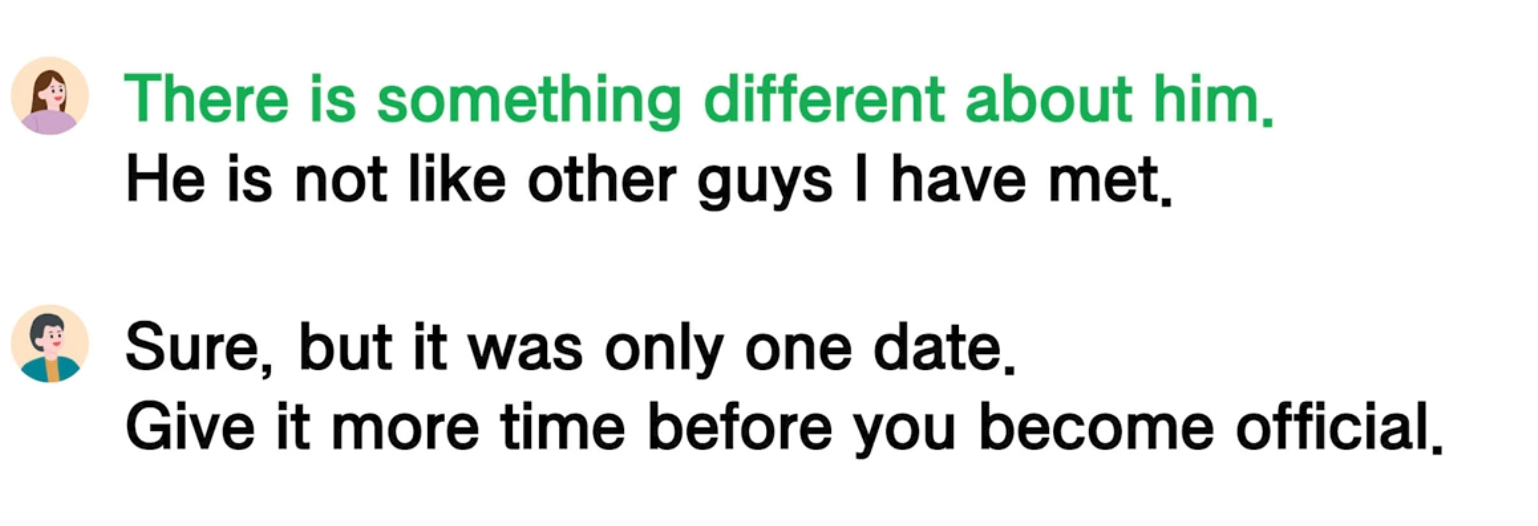 There is something different about him.
He is not like other guys I have met.
Sure, but it was only one date.
Give it more time before you become official.